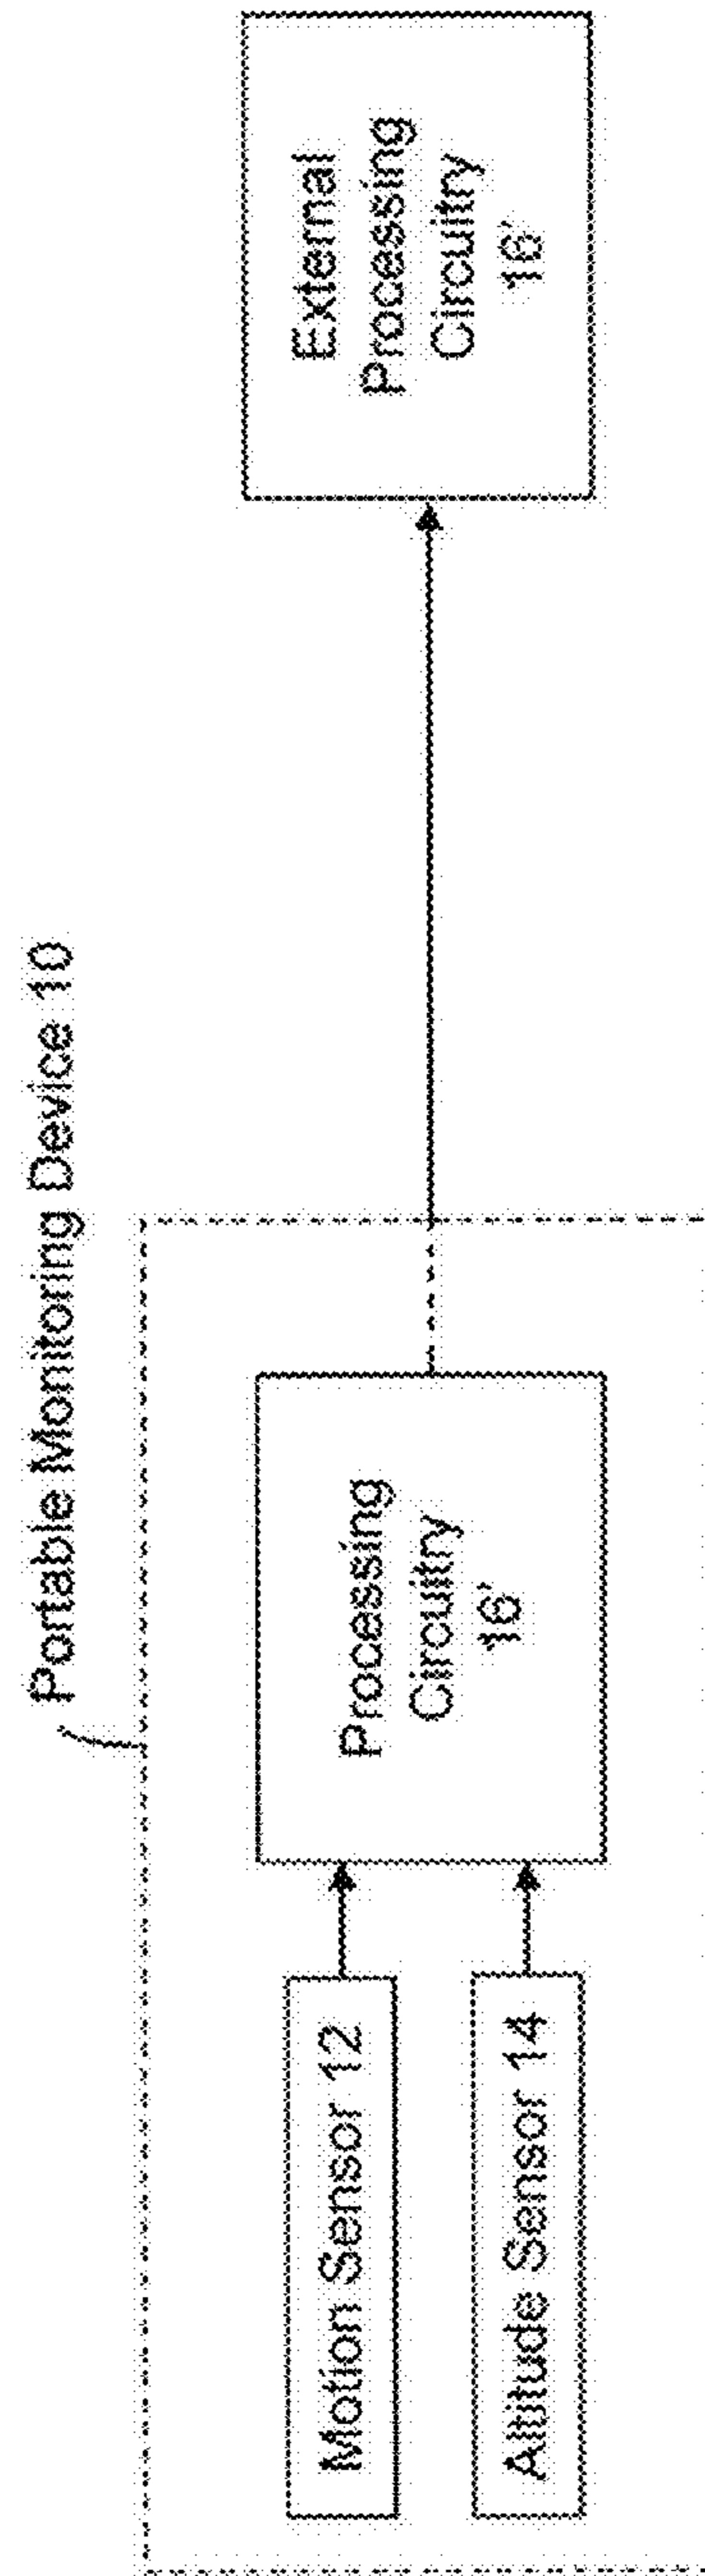 Portable Monitoring Device 10
Motion Sensor 12
Altitude Sensor 14
Processing
Circuitry
16'
External
Processing
Circuitry
16'